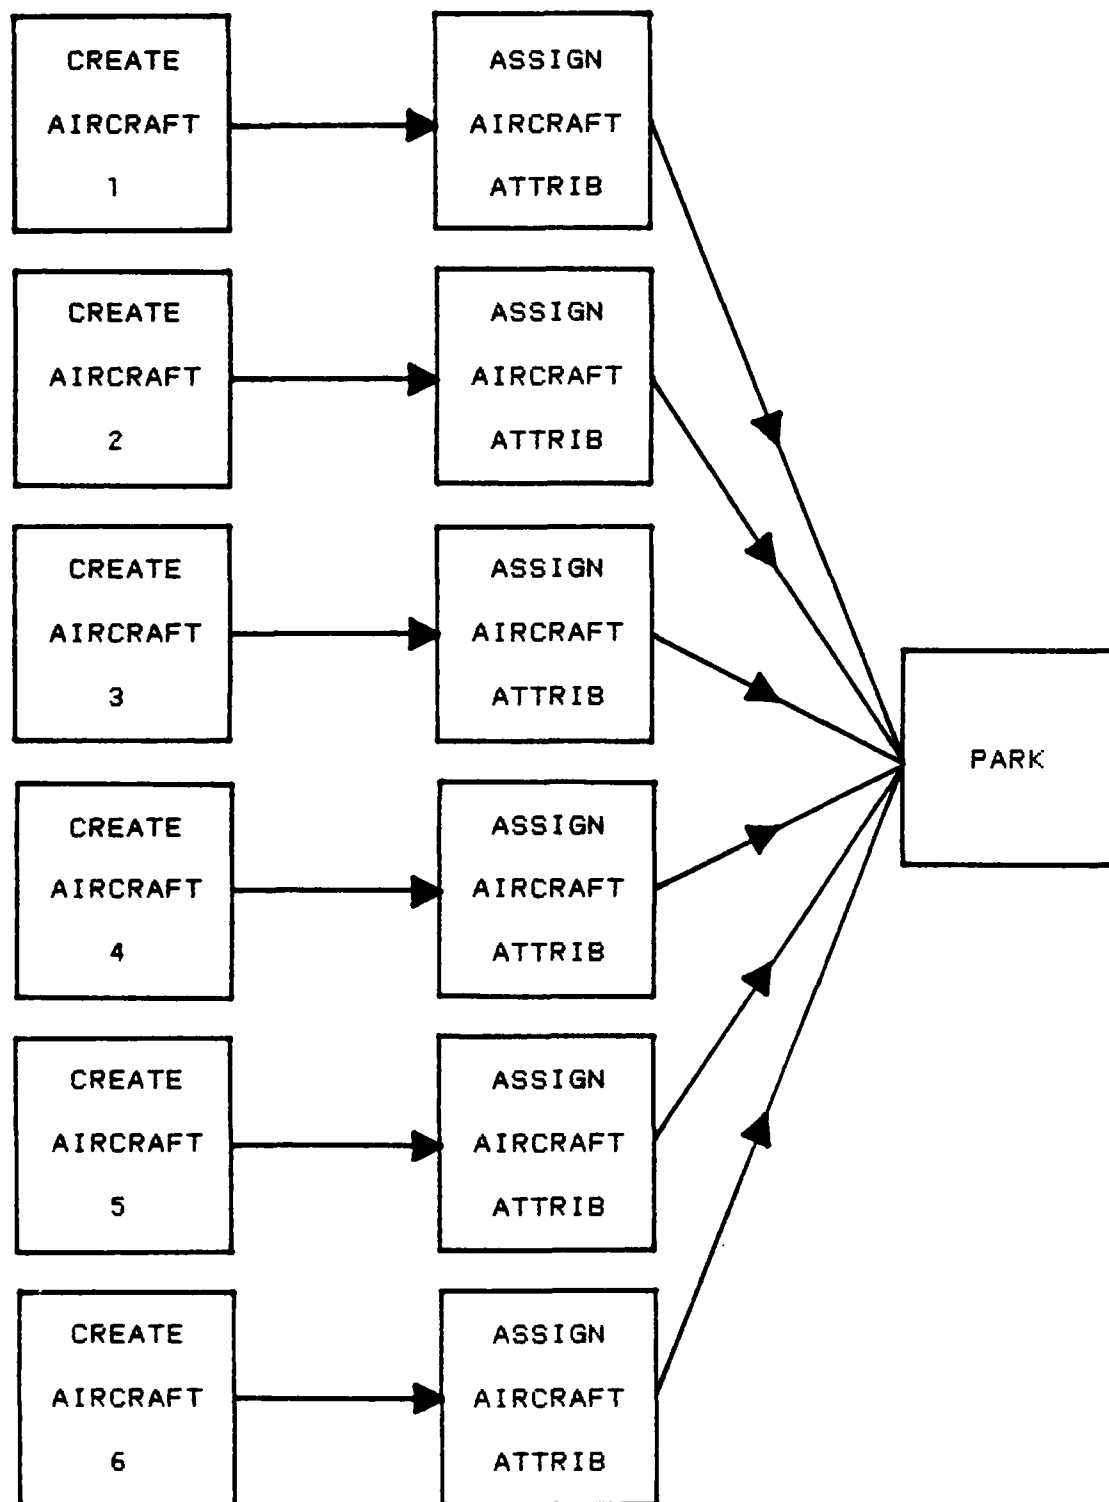 CREATE
AIRCRAFT
1
ASSIGN
AIRCRAFT
ATTRIB
CREATE
AIRCRAFT
2
ASSIGN
AIRCRAFT
ATTRIB
CREATE
AIRCRAFT
3
ASSIGN
AIRCRAFT
ATTRIB
PARK
CREATE
AIRCRAFT
4
ASSIGN
AIRCRAFT
ATTRIB
CREATE
AIRCRAFT
5
ASSIGN
AIRCRAFT
ATTRIB
CREATE
AIRCRAFT
6
ASSIGN
AIRCRAFT
ATTRIB